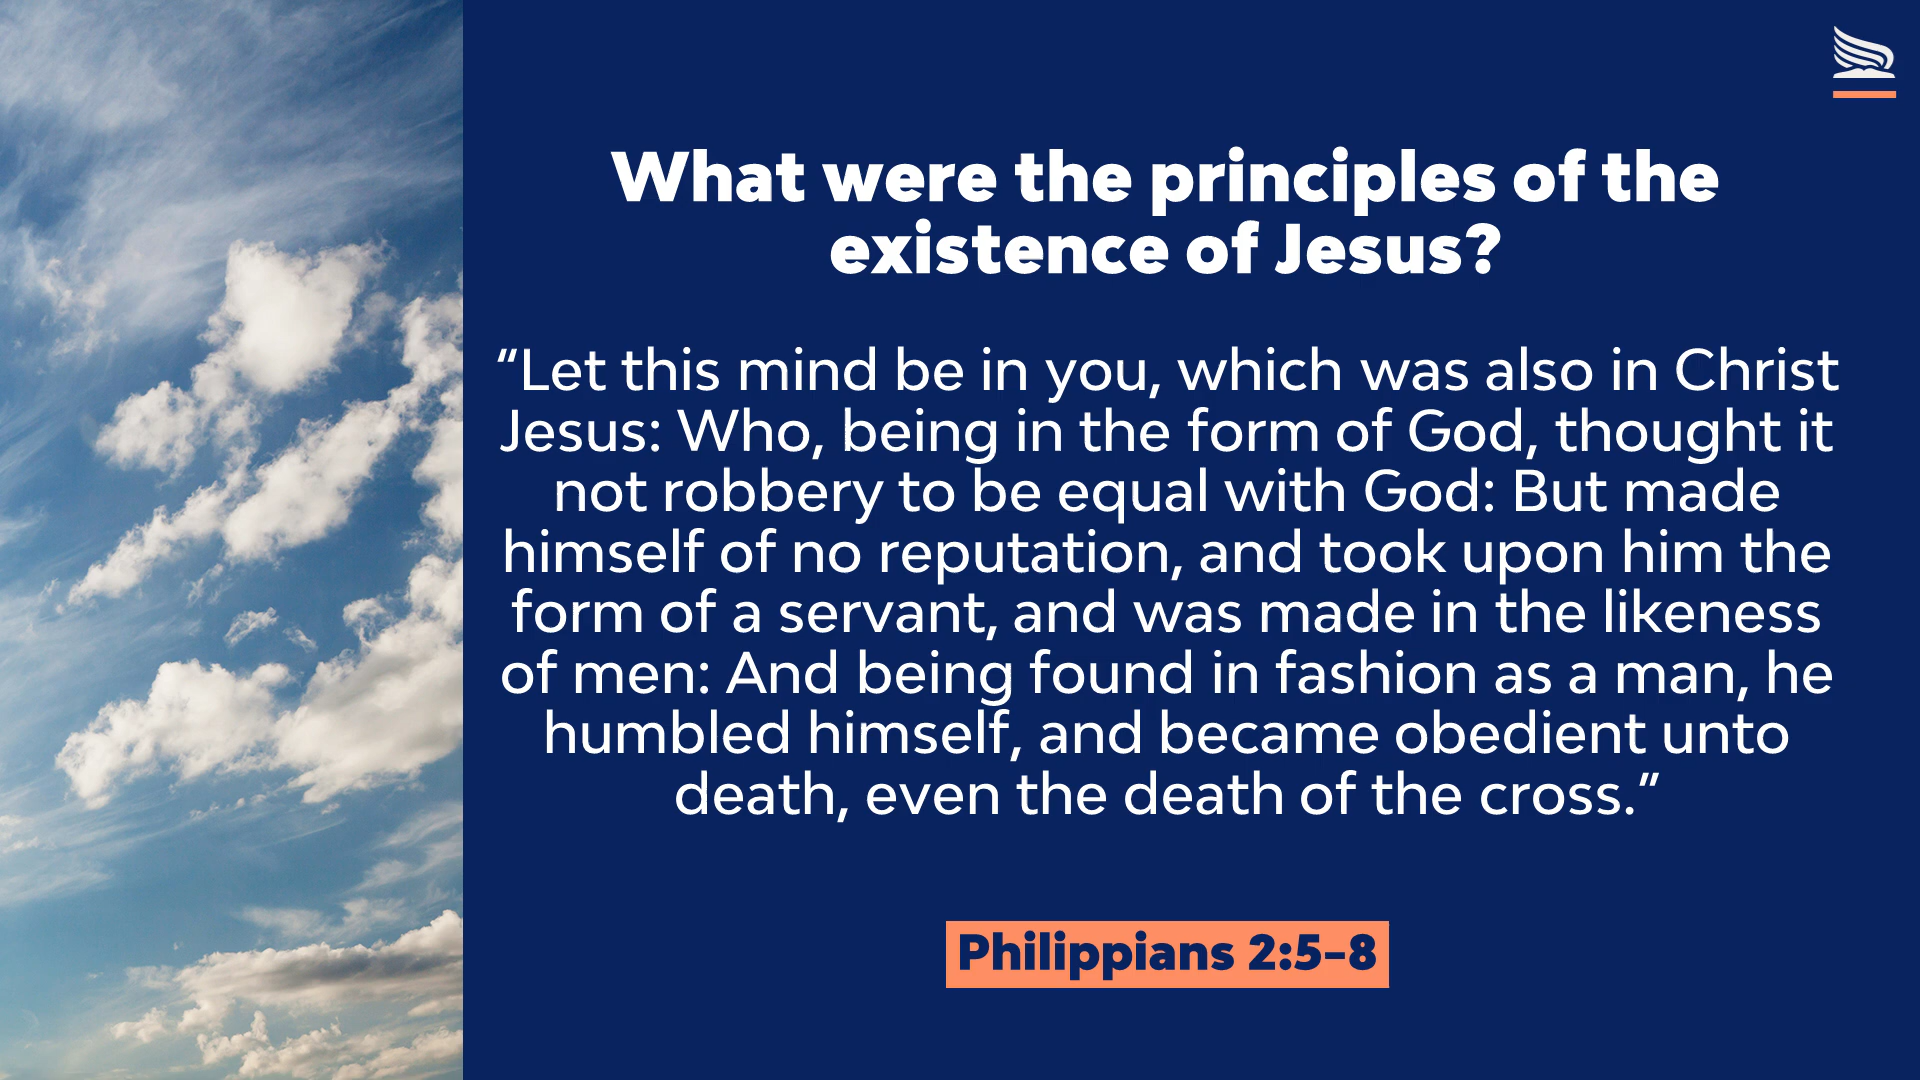 What were the principles of the
existence of Jesus?
“Let this mind be in you, which was also in Christ
Jesus: Who, being in the form of God, thought it
not robbery to be equal with God: But made
himself of no reputation, and took upon him the
form of a servant, and was made in the likeness
of men: And being found in fashion as a man, he
humbled himself, and became obedient unto
death, even the death of the cross.”
Philippians 2:5–8